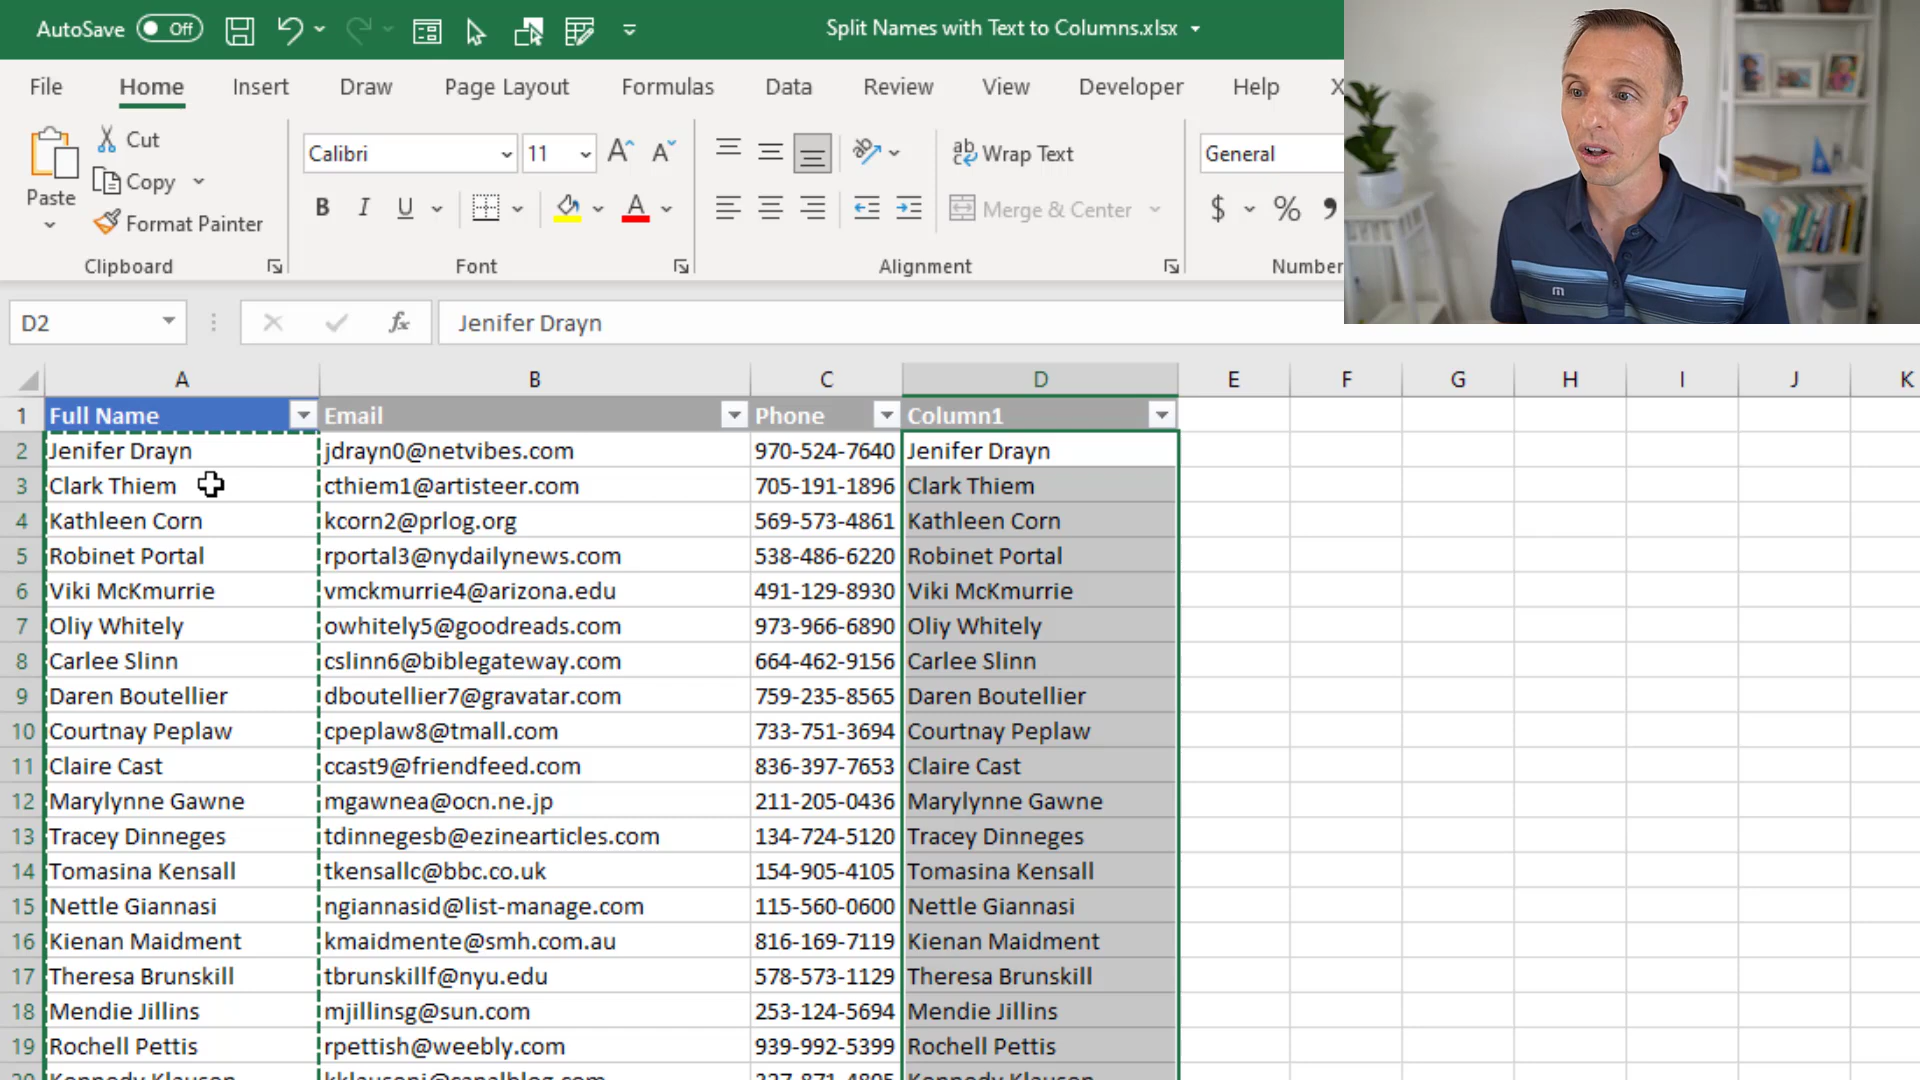 AutoSave Off Split Names with Text to Columns.xlsx
File Home Insert Draw Page Layout Formulas Data Review View Developer Help X
Paste Cut Calibri 11 A A ab Wrap Text General
Copy
Format Painter B I U A Merge & Center $ % ,
Clipboard Font Alignment Number
D2 fx Jenifer Drayn
A B C D E F G H I J K
1 Full Name Email Phone Column1
2 Jenifer Drayn jdrayn0@netvibes.com 970-524-7640 Jenifer Drayn
3 Clark Thiem cthiem1@artisteer.com 705-191-1896 Clark Thiem
4 Kathleen Corn kcorn2@prlog.org 569-573-4861 Kathleen Corn
5 Robinet Portal rportal3@nydailynews.com 538-486-6220 Robinet Portal
6 Viki McKmurrie vmckmurrie4@arizona.edu 491-129-8930 Viki McKmurrie
7 Oliy Whitely owhitely5@goodreads.com 973-966-6890 Oliy Whitely
8 Carlee Slinn cslinn6@biblegateway.com 664-462-9156 Carlee Slinn
9 Daren Boutellier dboutellier7@gravatar.com 759-235-8565 Daren Boutellier
10 Courtnay Peplaw cpeplaw8@tmall.com 733-751-3694 Courtnay Peplaw
11 Claire Cast ccast9@friendfeed.com 836-397-7653 Claire Cast
12 Marylynne Gawne mgawnea@ocn.ne.jp 211-205-0436 Marylynne Gawne
13 Tracey Dinneges tdinnegesb@ezinearticles.com 134-724-5120 Tracey Dinneges
14 Tomasina Kensall tkensallc@bbc.co.uk 154-905-4105 Tomasina Kensall
15 Nettle Giannasi ngiannasid@list-manage.com 115-560-0600 Nettle Giannasi
16 Kienan Maidment kmaidmente@smh.com.au 816-169-7119 Kienan Maidment
17 Theresa Brunskill tbrunskillf@nyu.edu 578-573-1129 Theresa Brunskill
18 Mendie Jillins mjillinsg@sun.com 253-124-5694 Mendie Jillins
19 Rochell Pettis rpettish@weebly.com 939-992-5399 Rochell Pettis